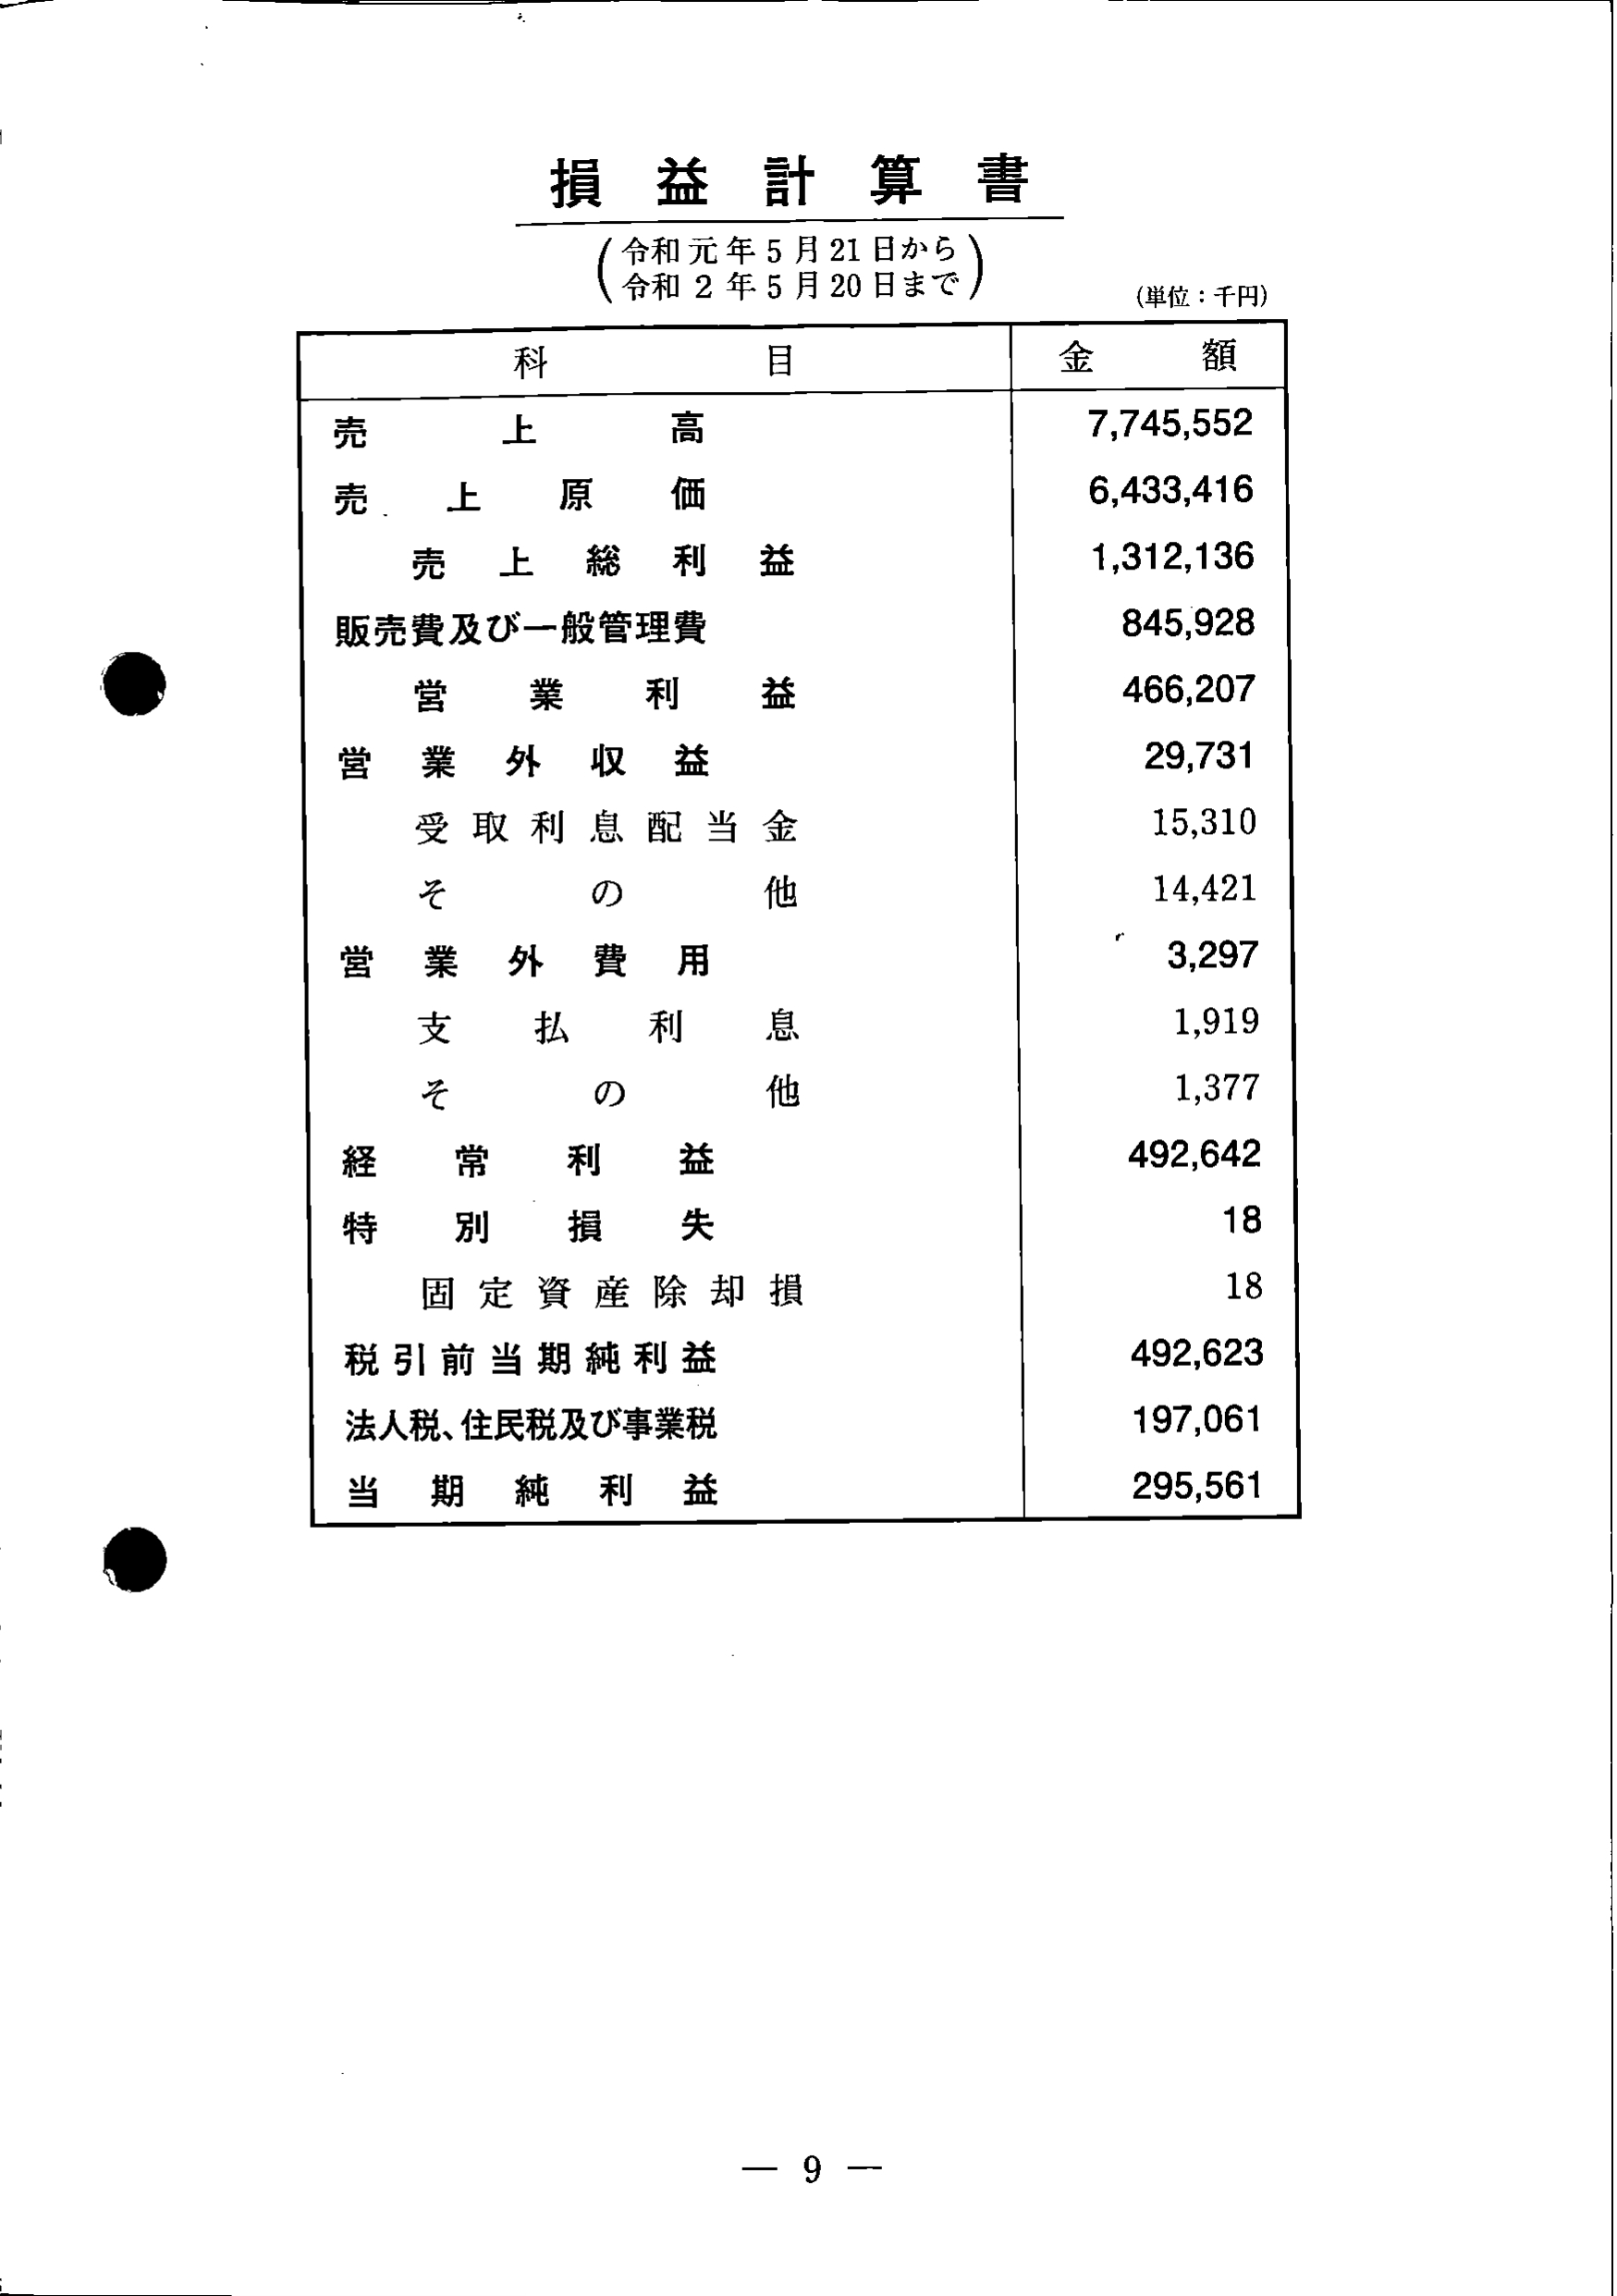 損益計算書
(令和元年5月21日から
令和2年5月20日まで)
(単位：千円)
科目 金額
売上高 7,745,552
売上原価 6,433,416
売上総利益 1,312,136
販売費及び一般管理費 845,928
営業利益 466,207
営業外収益 29,731
受取利息配当金 15,310
その他 14,421
営業外費用 3,297
支払利息 1,919
その他 1,377
経常利益 492,642
特別損失 18
固定資産除却損 18
税引前当期純利益 492,623
法人税、住民税及び事業税 197,061
当期純利益 295,561
— 9 —